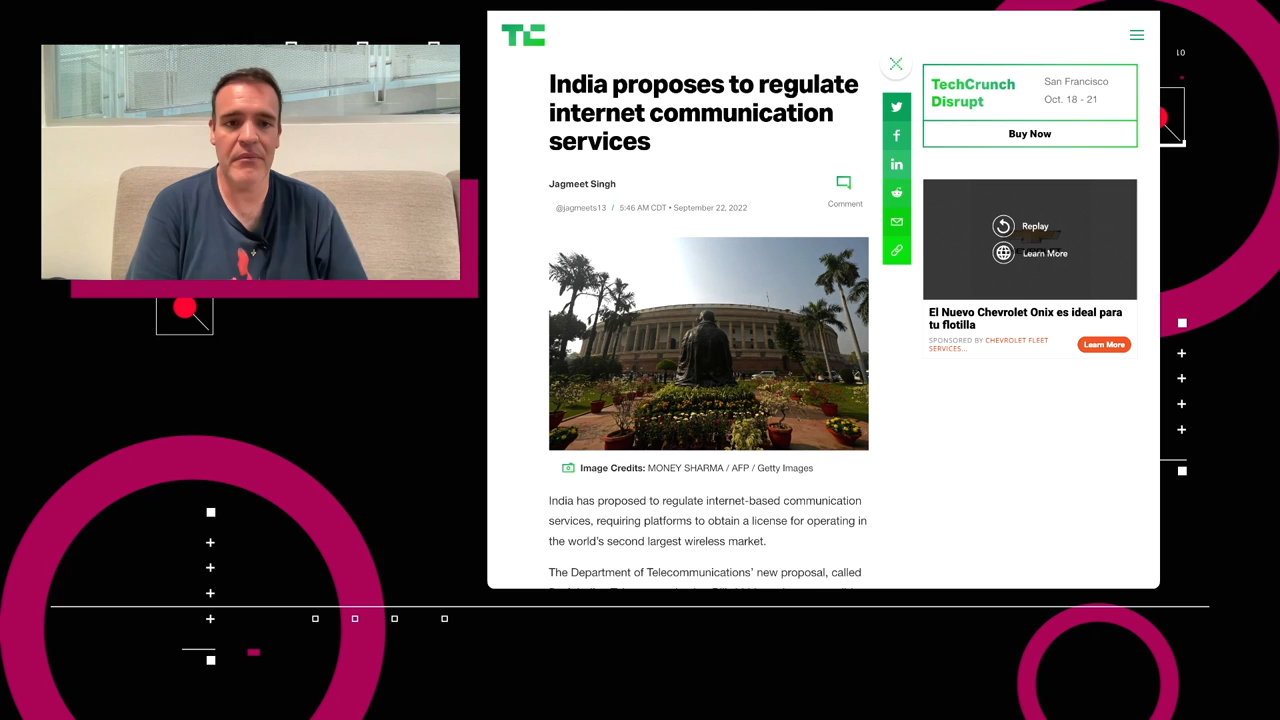 TC
India proposes to regulate
internet communication
services
Jagmeet Singh
@jagmeets13 / 5:46 AM CDT • September 22, 2022
Comment
Image Credits: MONEY SHARMA / AFP / Getty Images
India has proposed to regulate internet-based communication
services, requiring platforms to obtain a license for operating in
the world's second largest wireless market.
The Department of Telecommunications' new proposal, called
TechCrunch
Disrupt
San Francisco
Oct. 18 - 21
Buy Now
Replay
Learn More
El Nuevo Chevrolet Onix es ideal para
tu flotilla
SPONSORED BY CHEVROLET FLEET
SERVICES...
Learn More
10